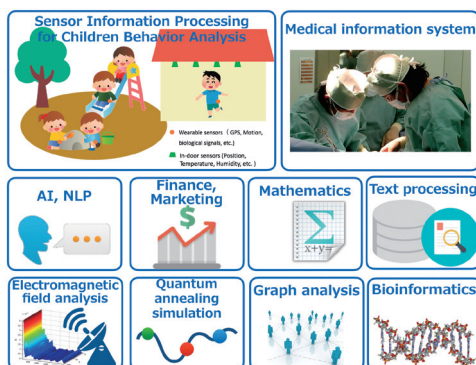 Sensor Information Processing
for Children Behavior Analysis
Wearable sensors ( GPS, Motion,
biological signals, etc.)
In-door sensors (Position,
Temperature, Humidity, etc. )
Medical information system
AI, NLP
Finance,
Marketing
$
Mathematics
Σ
x+y=
Text processing
Electromagnetic
field analysis
Quantum
annealing
simulation
Graph analysis
Bioinformatics